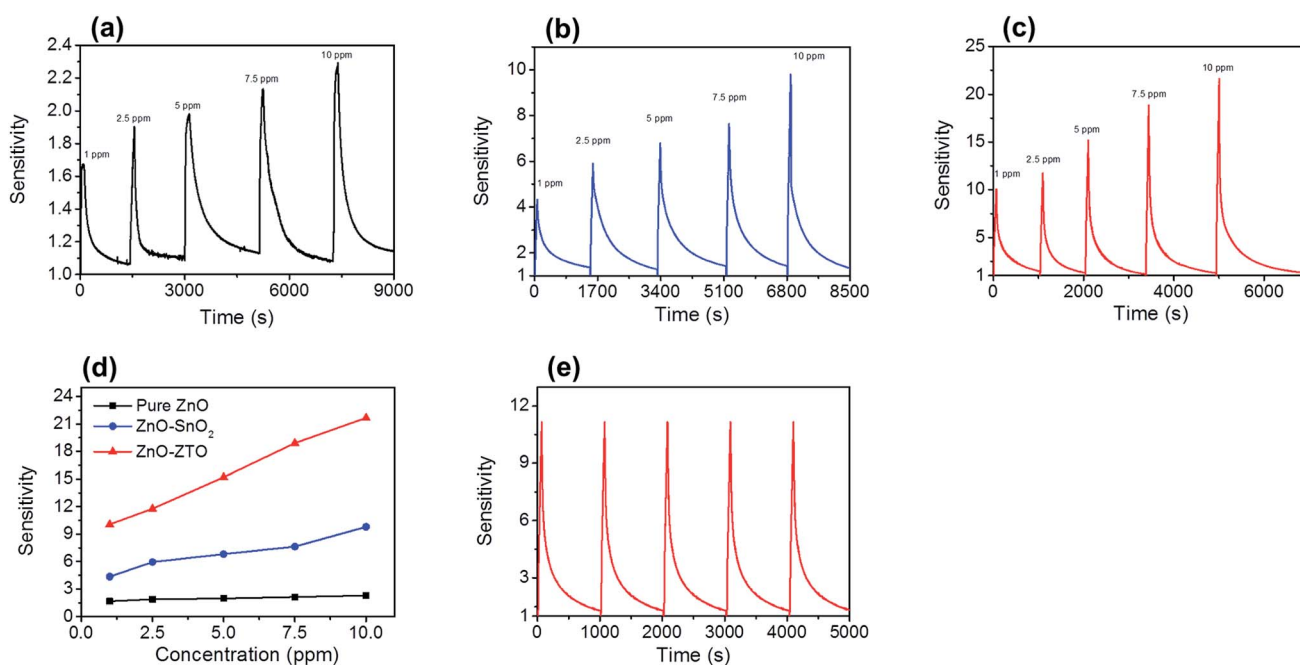 (a)
2.4
2.2
2.0
1.8
1.6
1.4
1.2
1.0
Sensitivity
1 ppm
2.5 ppm
5 ppm
7.5 ppm
10 ppm
0 3000 6000 9000
Time (s)
(b)
10
8
6
4
2
1
Sensitivity
1 ppm
2.5 ppm
5 ppm
7.5 ppm
10 ppm
0 1700 3400 5100 6800 8500
Time (s)
(c)
25
20
15
10
5
1
Sensitivity
1 ppm
2.5 ppm
5 ppm
7.5 ppm
10 ppm
0 2000 4000 6000
Time (s)
(d)
24
21
18
15
12
9
6
3
0
Sensitivity
Pure ZnO
ZnO-SnO₂
ZnO-ZTO
0.0 2.5 5.0 7.5 10.0
Concentration (ppm)
(e)
12
9
6
3
1
Sensitivity
0 1000 2000 3000 4000 5000
Time (s)